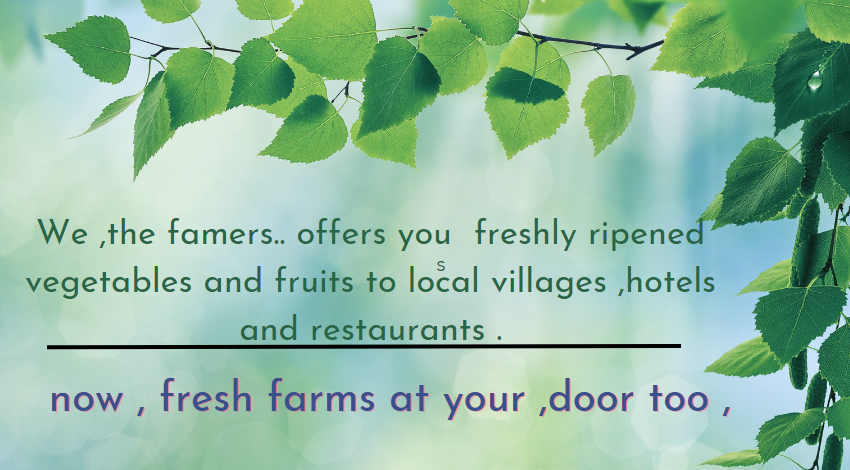 We ,the famers.. offers you freshly ripened
s
vegetables and fruits to local villages ,hotels
and restaurants .
now , fresh farms at your ,door too ,